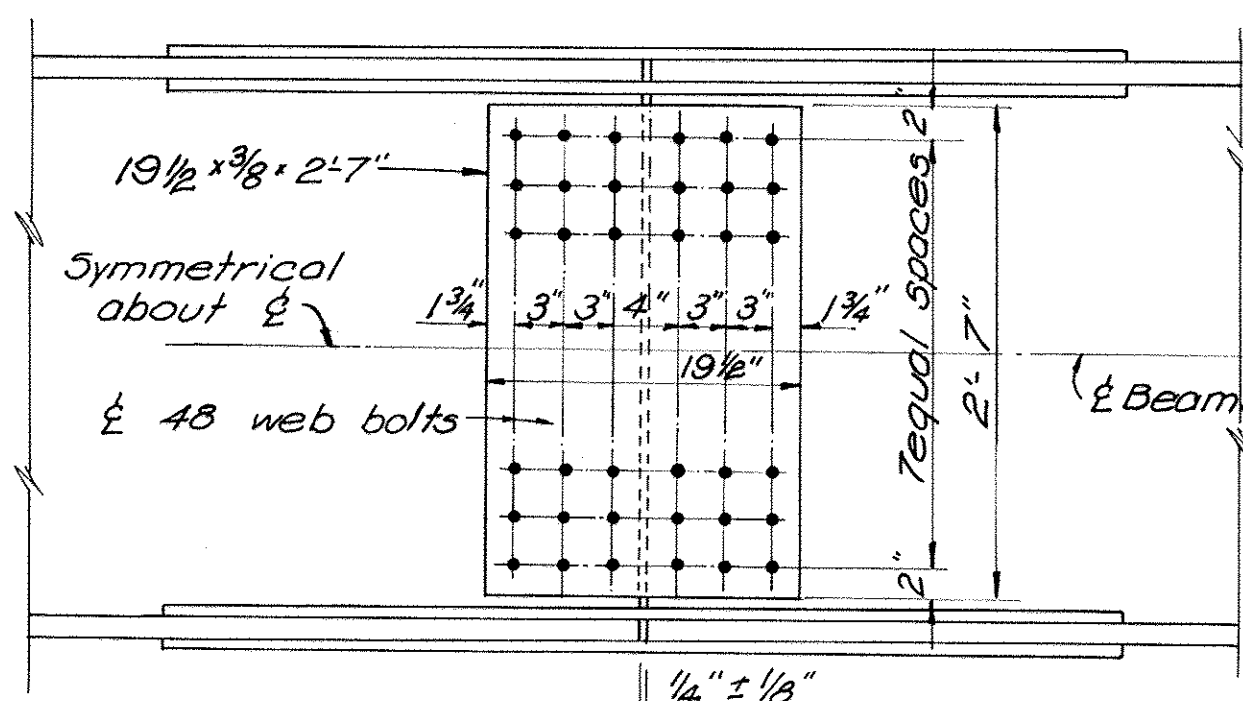 19 1/2 x 3/8 x 2'-7"
Symmetrical
about ℄
℄ 48 web bolts
1 3/4"
3"
3"
4"
3"
3"
1 3/4"
19 1/2"
2"
7 equal Spaces
2"
2'-7"
℄ Beam
1/4" ± 1/8"